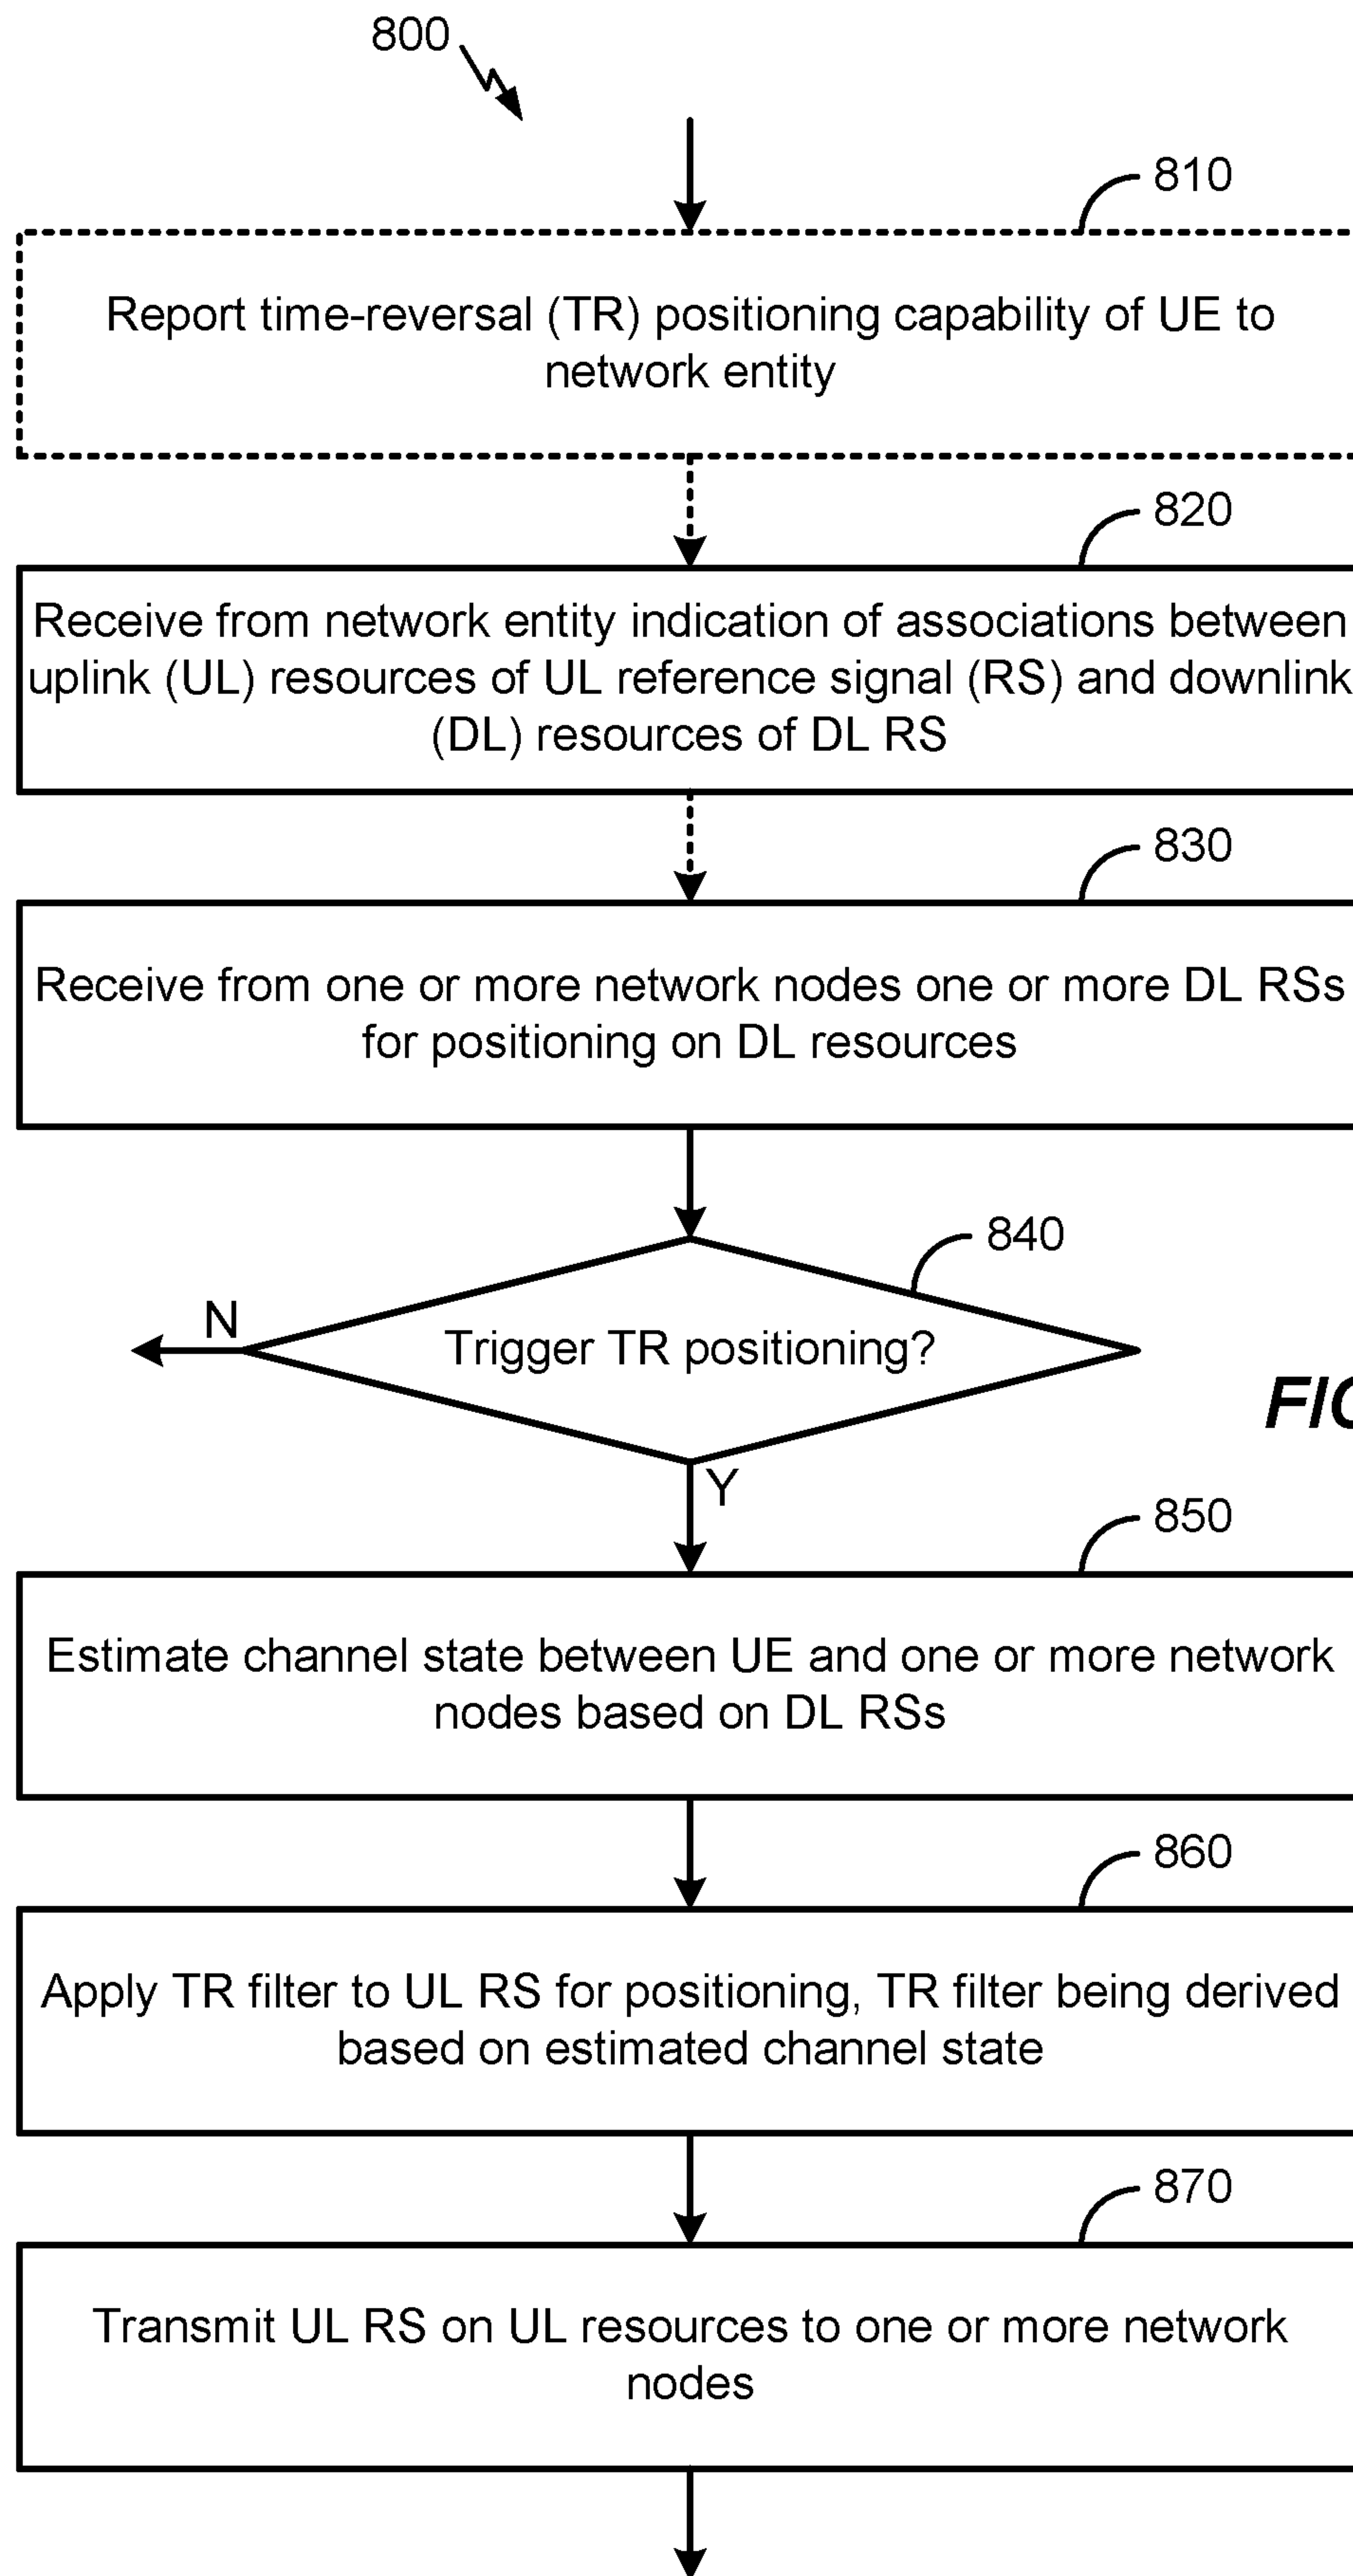 800
810
Report time-reversal (TR) positioning capability of UE to
network entity
820
Receive from network entity indication of associations between
uplink (UL) resources of UL reference signal (RS) and downlink
(DL) resources of DL RS
830
Receive from one or more network nodes one or more DL RSs
for positioning on DL resources
840
N
Trigger TR positioning?
Y
850
Estimate channel state between UE and one or more network
nodes based on DL RSs
860
Apply TR filter to UL RS for positioning, TR filter being derived
based on estimated channel state
870
Transmit UL RS on UL resources to one or more network
nodes